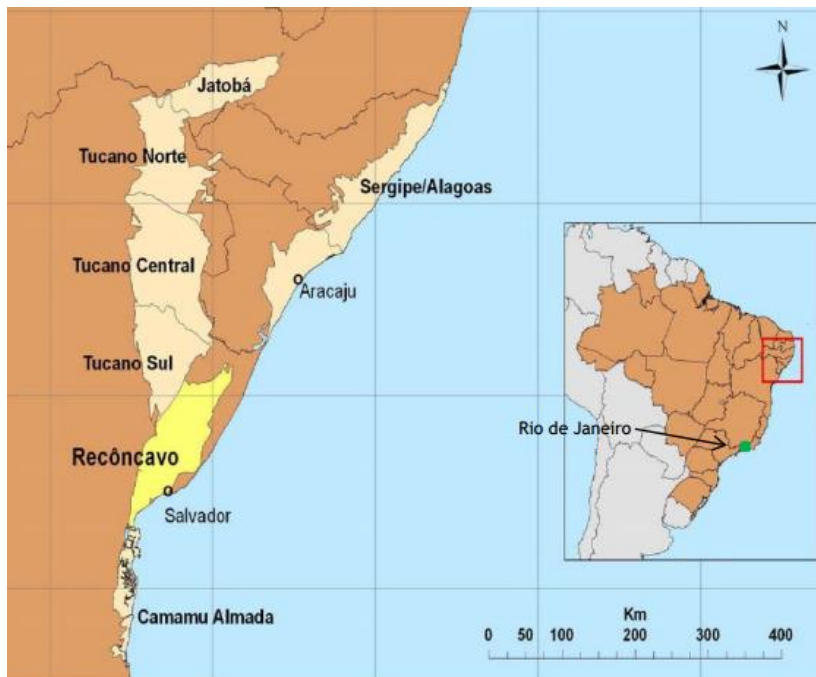 Jatobá
Tucano Norte
Sergipe/Alagoas
Tucano Central
Aracaju
Tucano Sul
Rio de Janeiro
Recôncavo
Salvador
Camamu Almada
Km
0 50 100 200 300 400
N